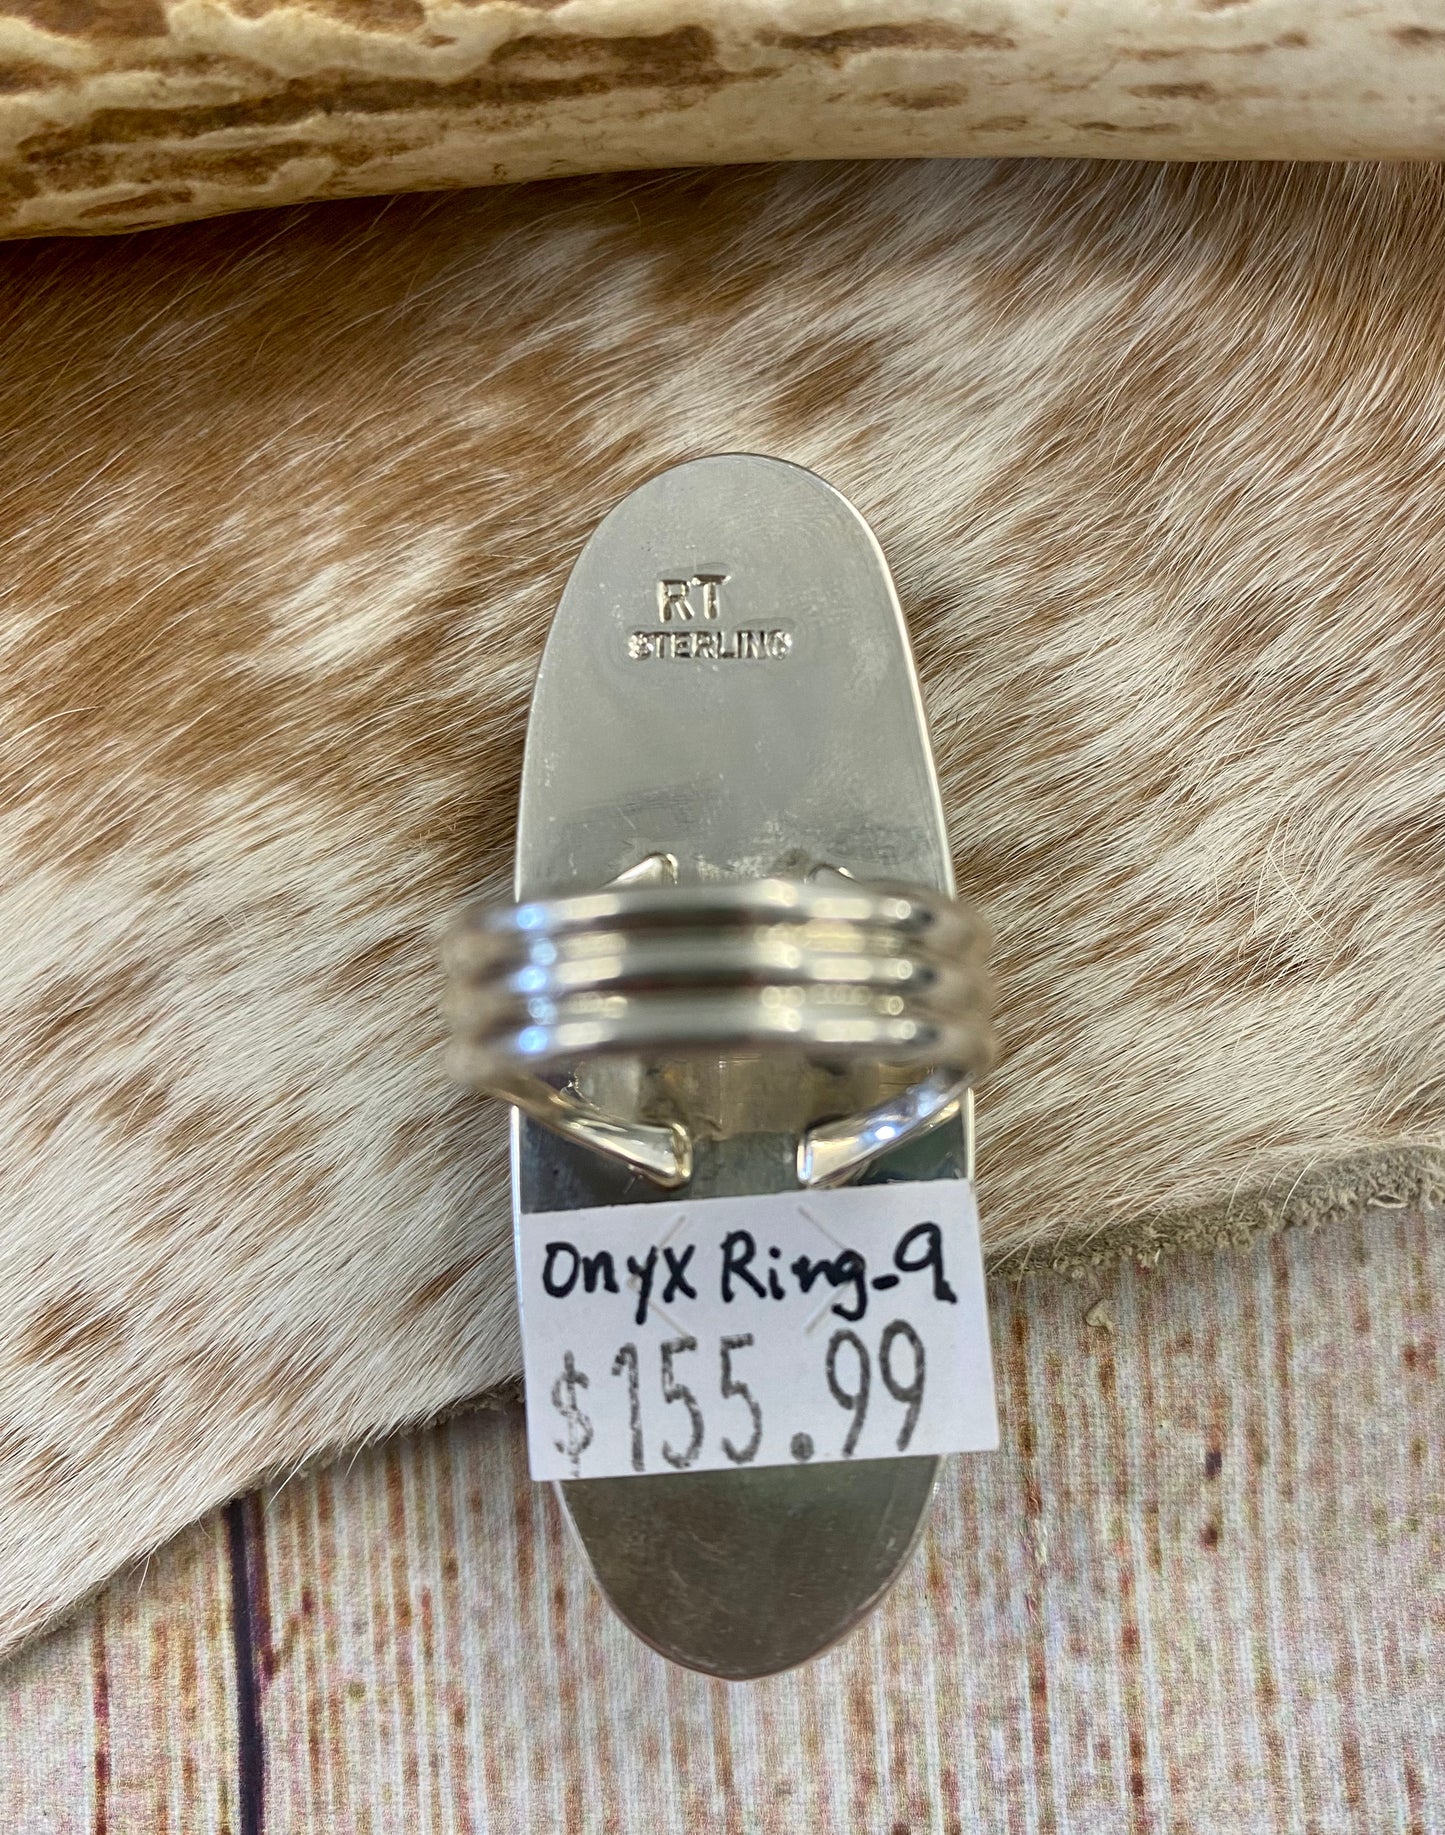 RT
STERLING
Onyx Ring-9
$155.99